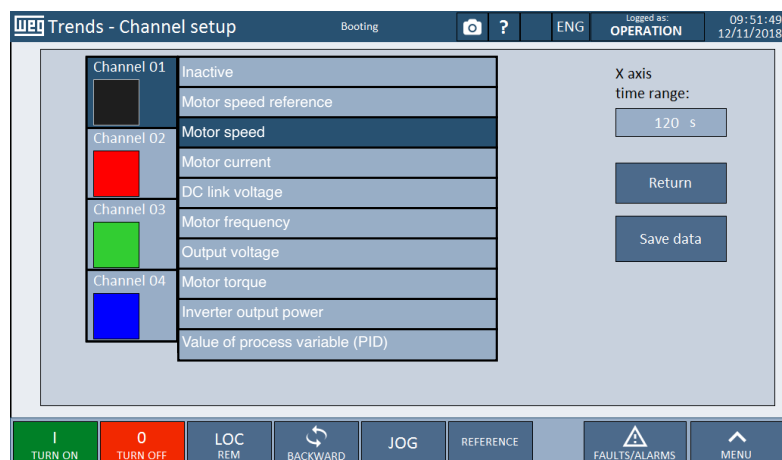 WEG Trends - Channel setup
Booting
?
ENG
Logged as:
OPERATION
09:51:49
12/11/2018
Channel 01
Channel 02
Channel 03
Channel 04
Inactive
Motor speed reference
Motor speed
Motor current
DC link voltage
Motor frequency
Output voltage
Motor torque
Inverter output power
Value of process variable (PID)
X axis
time range:
120 s
Return
Save data
I
TURN ON
0
TURN OFF
LOC
REM
BACKWARD
JOG
REFERENCE
FAULTS/ALARMS
MENU